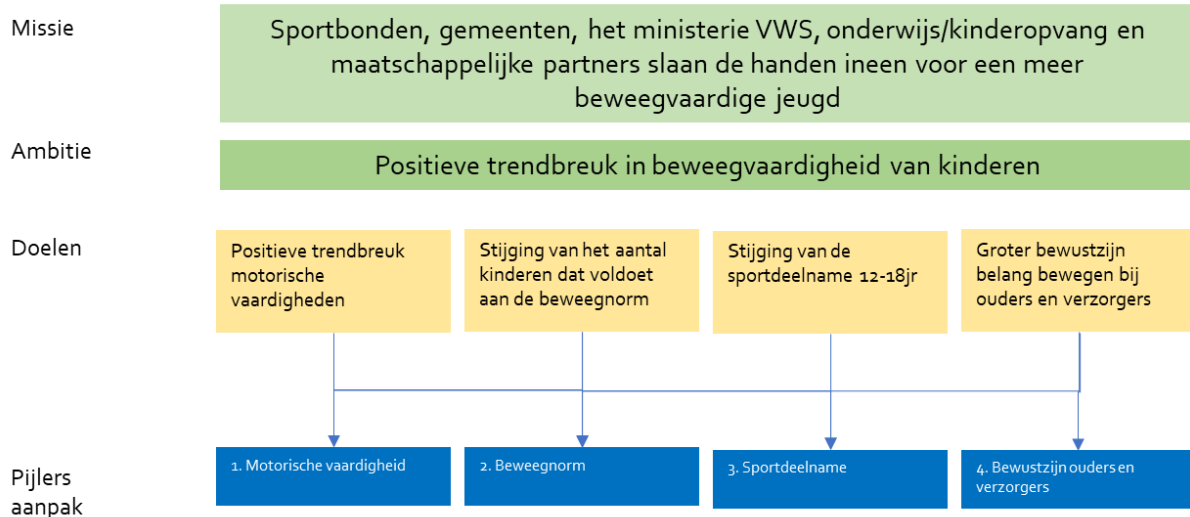 Missie
Sportbonden, gemeenten, het ministerie VWS, onderwijs/kinderopvang en
maatschappelijke partners slaan de handen ineen voor een meer
beweegvaardige jeugd
Ambitie
Positieve trendbreuk in beweegvaardigheid van kinderen
Doelen
Positieve trendbreuk
motorische
vaardigheden
Stijging van het aantal
kinderen dat voldoet
aan de beweegnorm
Stijging van de
sportdeelname 12-18jr
Groter bewustzijn
belang bewegen bij
ouders en verzorgers
Pijlers
aanpak
1. Motorische vaardigheid
2. Beweegnorm
3. Sportdeelname
4. Bewustzijn ouders en
verzorgers